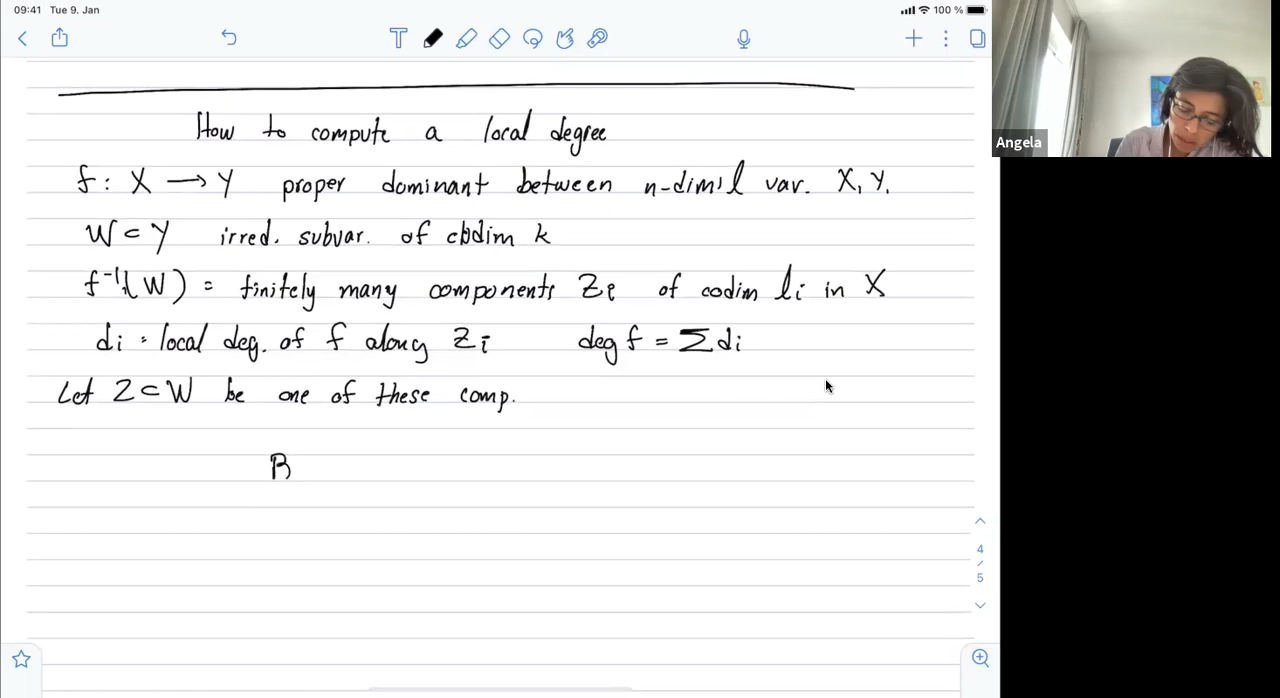 09:41 Tue 9. Jan
100 %
Angela
How to compute a local degree
f : X → Y proper dominant between n-dim'l var. X, Y.
W ⊂ Y irred. subvar. of codim k
f⁻¹(W) = finitely many components Zi of codim li in X
di = local deg. of f along Zi deg f = Σ di
Let Z ⊂ W be one of these comp.
B
4
/
5